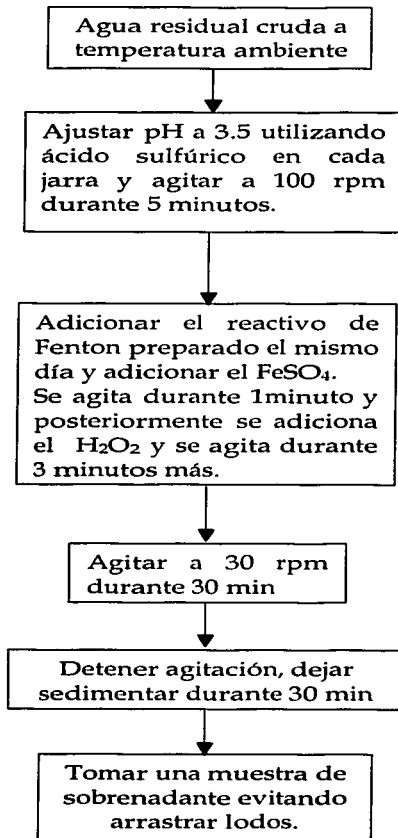 Agua residual cruda a
temperatura ambiente
Ajustar pH a 3.5 utilizando
ácido sulfúrico en cada
jarra y agitar a 100 rpm
durante 5 minutos.
Adicionar el reactivo de
Fenton preparado el mismo
día y adicionar el FeSO₄.
Se agita durante 1minuto y
posteriormente se adiciona
el H₂O₂ y se agita durante
3 minutos más.
Agitar a 30 rpm
durante 30 min
Detener agitación, dejar
sedimentar durante 30 min
Tomar una muestra de
sobrenadante evitando
arrastrar lodos.